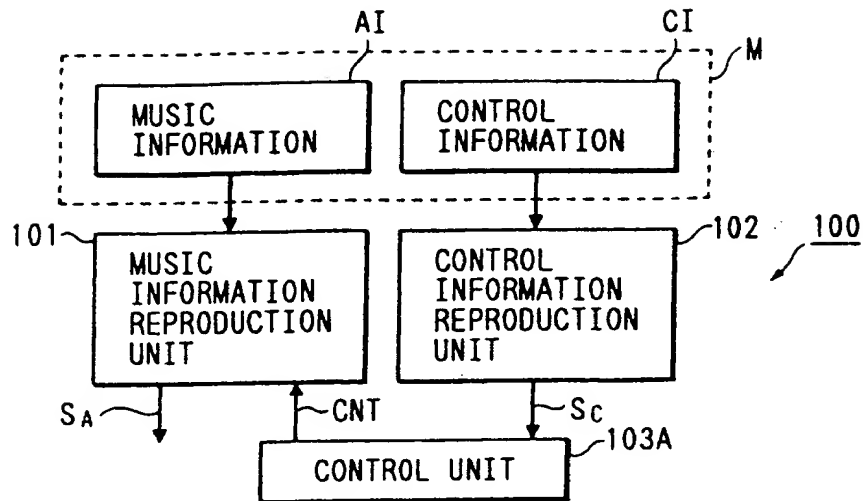 AI
CI
M
MUSIC
INFORMATION
CONTROL
INFORMATION
101
102
100
MUSIC
INFORMATION
REPRODUCTION
UNIT
CONTROL
INFORMATION
REPRODUCTION
UNIT
SA
CNT
SC
103A
CONTROL UNIT